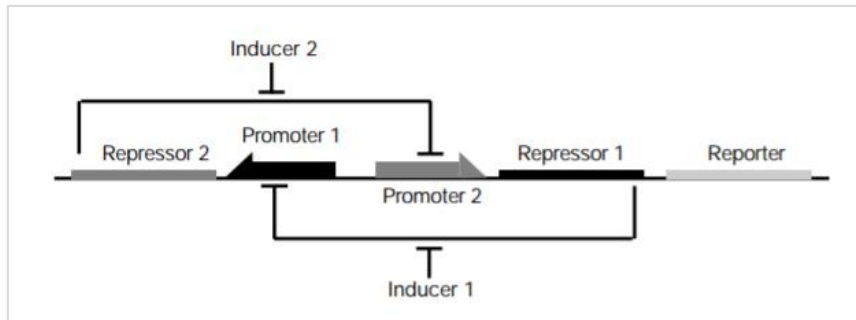 Inducer 2
Promoter 1
Repressor 2
Repressor 1
Reporter
Promoter 2
Inducer 1